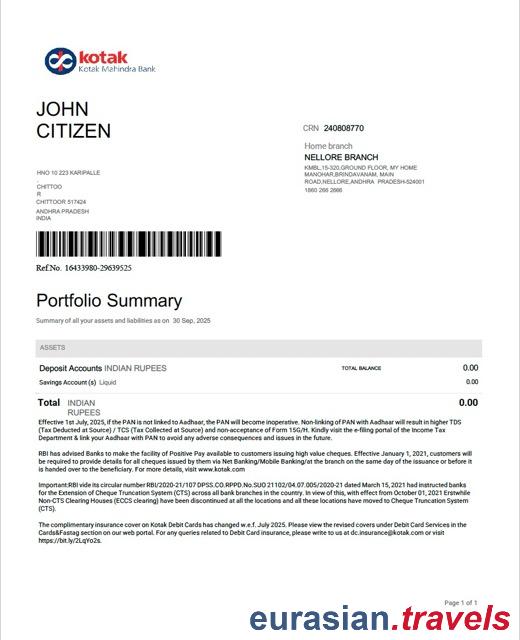 kotak
Kotak Mahindra Bank
JOHN
CITIZEN
CRN 240808770
Home branch
NELLORE BRANCH
KMBL,15-320,GROUND FLOOR, MY HOME
MANOHAR,BRINDAVANAM, MAIN
ROAD,NELLORE,ANDHRA PRADESH-524001
1860 266 2666
HNO 10 223 KARIPALLE
.
CHITTOO
R
CHITTOOR 517424
ANDHRA PRADESH
INDIA
Ref.No. 16433980-29639525
Portfolio Summary
Summary of all your assets and liabilities as on 30 Sep, 2025
ASSETS
Deposit Accounts INDIAN RUPEES TOTAL BALANCE 0.00
Savings Account (s) Liquid 0.00
Total INDIAN RUPEES 0.00
Effective 1st July, 2025, if the PAN is not linked to Aadhaar, the PAN will become inoperative. Non-linking of PAN with Aadhaar will result in higher TDS
(Tax Deducted at Source) / TCS (Tax Collected at Source) and non-acceptance of Form 15G/H. Kindly visit the e-filing portal of the Income Tax
Department & link your Aadhaar with PAN to avoid any adverse consequences and issues in the future.
RBI has advised Banks to make the facility of Positive Pay available to customers issuing high value cheques. Effective January 1, 2021, customers will be
required to provide details for all cheques issued by them via Net Banking/Mobile Banking/at the branch on the same day of the issuance or before it
is handed over to the beneficiary. For more details, visit www.kotak.com
Important:RBI vide its circular number RBI/2020-21/107 DPSS.CO.RPPD.No.SUO 21102/04.07.005/2020-21 dated March 15, 2021 had instructed banks
for the Extension of Cheque Truncation System (CTS) across all bank branches in the country. In view of this, with effect from October 01, 2021 Erstwhile
Non-CTS Clearing Houses (ECCS clearing) have been discontinued at all the locations and all these locations have moved to Cheque Truncation System
(CTS).
The complimentary insurance cover on Kotak Debit Cards has changed w.e.f. July 2025. Please view the revised covers under Debit Card Services in the
Cards&Fastag section on our web portal. For any queries related to Debit Card insurance, please write to us at dc.insurance@kotak.com or visit
https://bit.ly/2LqYo2s.
Page 1 of 1
eurasian.travels